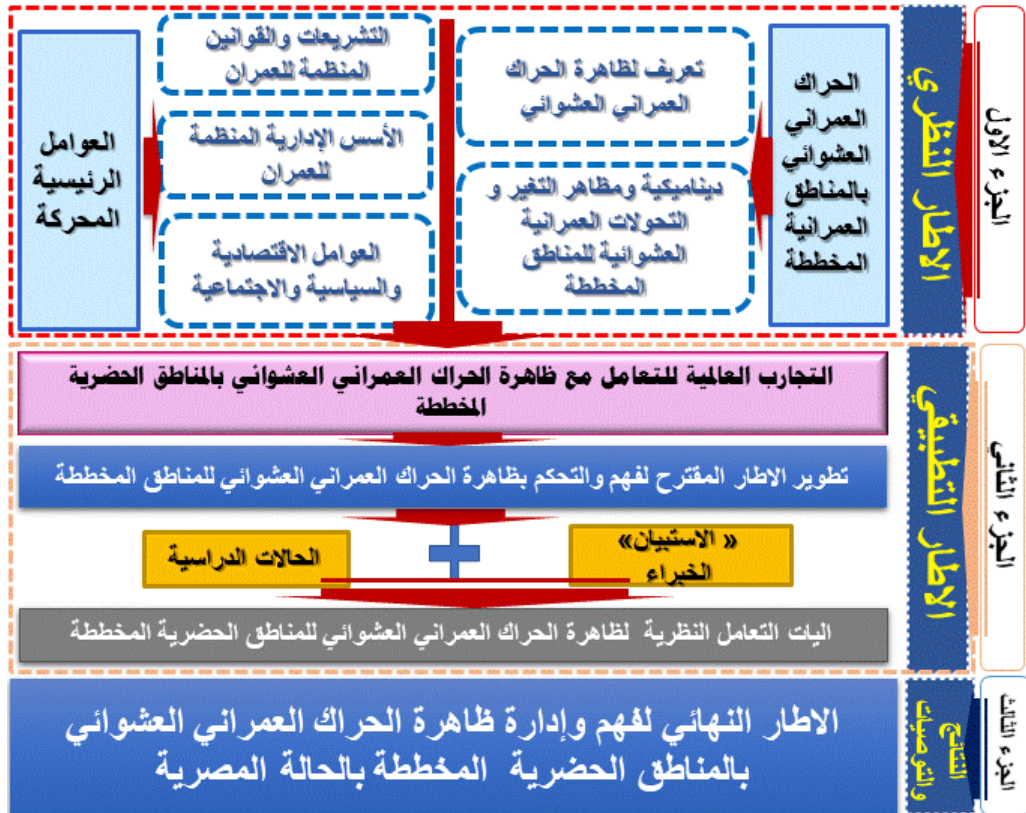 الجزء الاول
الاطار النظري
الحراك
العمراني
العشوائي
بالمناطق
العمرانية
المخططة
تعريف لظاهرة الحراك
العمراني العشوائي
ديناميكية ومظاهر التغير و
التحولات العمرانية
العشوائية للمناطق
المخططة
التشريعات والقوانين
المنظمة للعمران
الأسس الإدارية المنظمة
للعمران
العوامل الاقتصادية
والسياسية والاجتماعية
العوامل
الرئيسية
المحركة
الجزء الثاني
الاطار التطبيقي
التجارب العالمية للتعامل مع ظاهرة الحراك العمراني العشوائي بالمناطق الحضرية
المخططة
تطوير الاطار المقترح لفهم والتحكم بظاهرة الحراك العمراني العشوائي للمناطق المخططة
« الاستبيان»
الخبراء
+
الحالات الدراسية
اليات التعامل النظرية لظاهرة الحراك العمراني العشوائي للمناطق الحضرية المخططة
الجزء الثالث
النتائج
والتوصيات
الاطار النهائي لفهم وإدارة ظاهرة الحراك العمراني العشوائي
بالمناطق الحضرية المخططة بالحالة المصرية